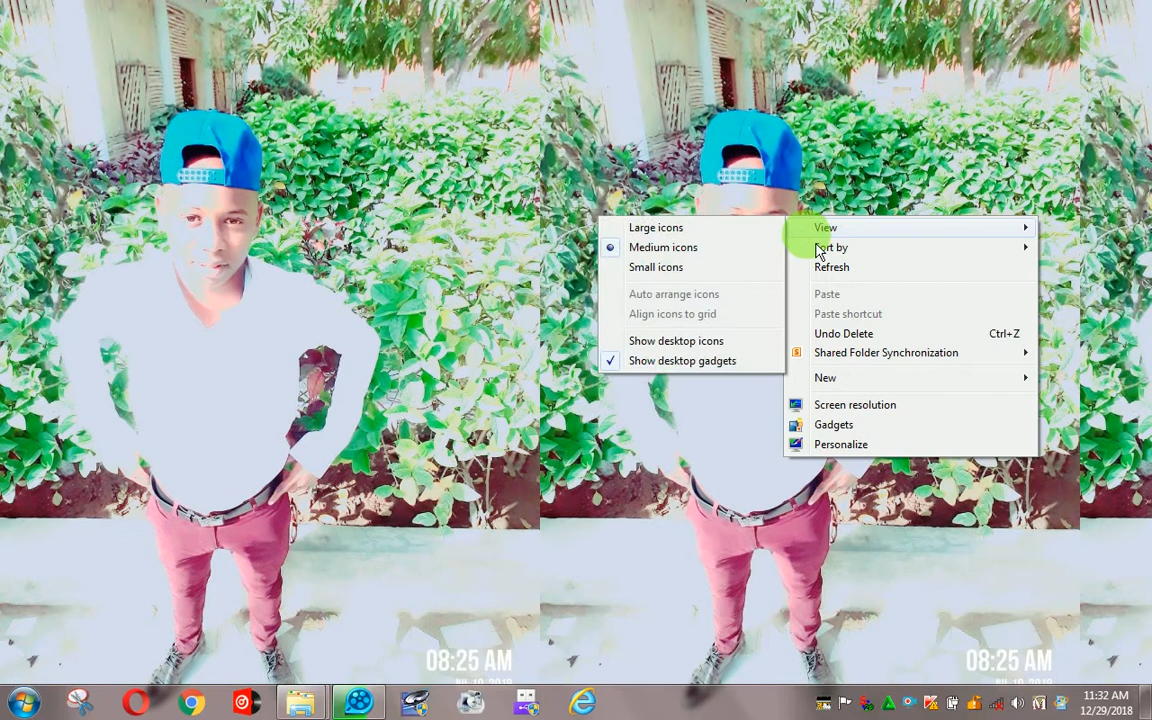 Large icons
Medium icons
Small icons
Auto arrange icons
Align icons to grid
Show desktop icons
Show desktop gadgets
View
Sort by
Refresh
Paste
Paste shortcut
Undo Delete Ctrl+Z
Shared Folder Synchronization
New
Screen resolution
Gadgets
Personalize
08:25 AM
08:25 AM
11:32 AM
12/29/2018